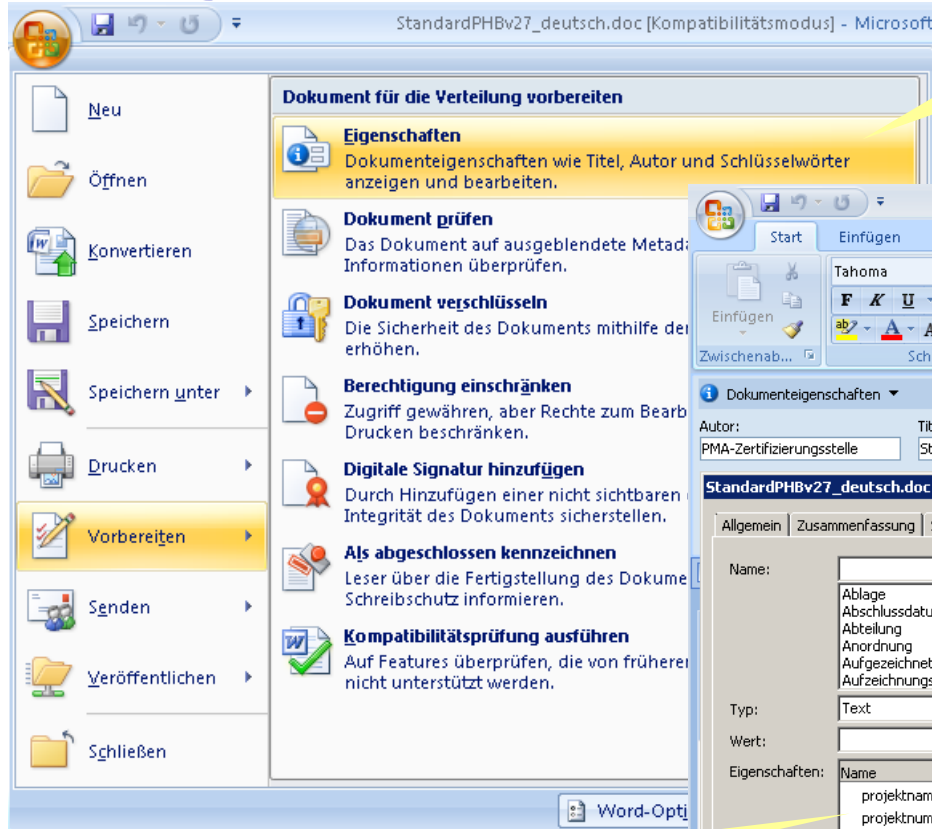 StandardPHBv27_deutsch.doc [Kompatibilitätsmodus] - Microsoft
Neu
Öffnen
Konvertieren
Speichern
Speichern unter
Drucken
Vorbereiten
Senden
Veröffentlichen
Schließen
Dokument für die Verteilung vorbereiten
Eigenschaften
Dokumenteigenschaften wie Titel, Autor und Schlüsselwörter
anzeigen und bearbeiten.
Dokument prüfen
Das Dokument auf ausgeblendete Metada
Informationen überprüfen.
Dokument verschlüsseln
Die Sicherheit des Dokuments mithilfe der
erhöhen.
Berechtigung einschränken
Zugriff gewähren, aber Rechte zum Bearb
Drucken beschränken.
Digitale Signatur hinzufügen
Durch Hinzufügen einer nicht sichtbaren
Integrität des Dokuments sicherstellen.
Als abgeschlossen kennzeichnen
Leser über die Fertigstellung des Dokume
Schreibschutz informieren.
Kompatibilitätsprüfung ausführen
Auf Features überprüfen, die von früherer
nicht unterstützt werden.
Word-Opti
Start Einfügen
Tahoma
F K U
Einfügen
Zwischenab... Sch
Dokumenteigenschaften
Autor: Tit
PMA-Zertifizierungsstelle St
StandardPHBv27_deutsch.doc
Allgemein Zusammenfassung
Name:
Ablage
Abschlussdatu
Abteilung
Anordnung
Aufgezeichnet
Aufzeichnungs
Typ: Text
Wert:
Eigenschaften: Name
projektnam
projektnum